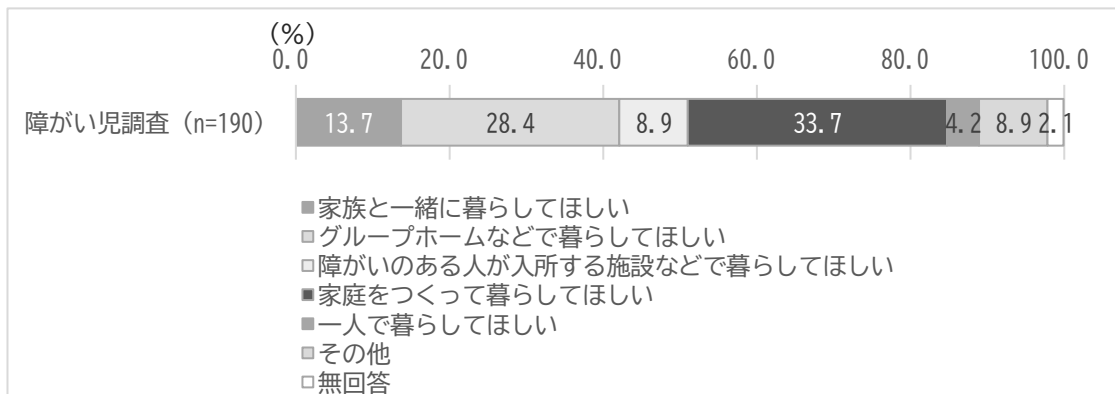 (%)
0.0 20.0 40.0 60.0 80.0 100.0
障がい児調査 (n=190) 13.7 28.4 8.9 33.7 4.2 8.9 2.1
家族と一緒に暮らしてほしい
グループホームなどで暮らしてほしい
障がいのある人が入所する施設などで暮らしてほしい
家庭をつくって暮らしてほしい
一人で暮らしてほしい
その他
無回答